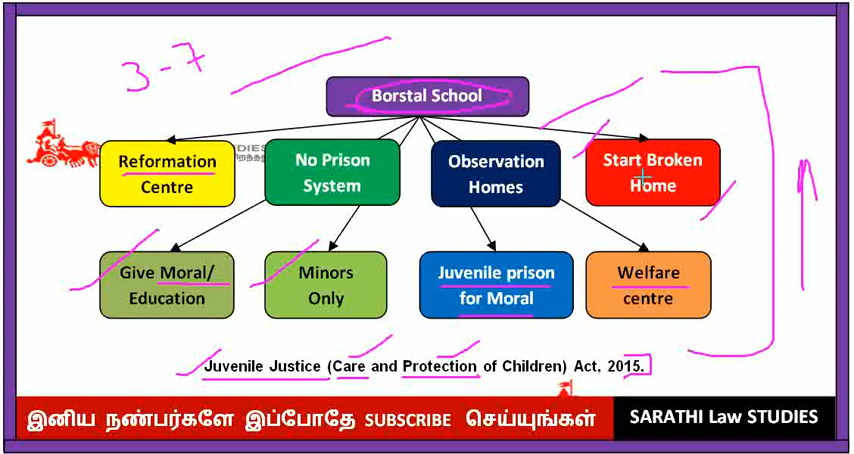 3-7
Borstal School
Reformation
Centre
No Prison
System
Observation
Homes
Start Broken
Home
Give Moral/
Education
Minors
Only
Juvenile prison
for Moral
Welfare
centre
Juvenile Justice (Care and Protection of Children) Act, 2015.
இனிய நண்பர்களே இப்போதே SUBSCRIBE செய்யுங்கள்
SARATHI Law STUDIES